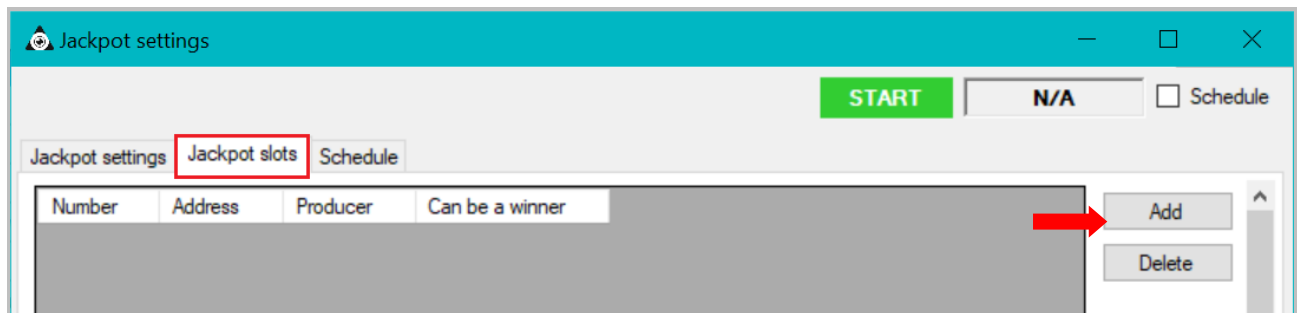 Jackpot settings
START N/A Schedule
Jackpot settings Jackpot slots Schedule
Number Address Producer Can be a winner Add
Delete